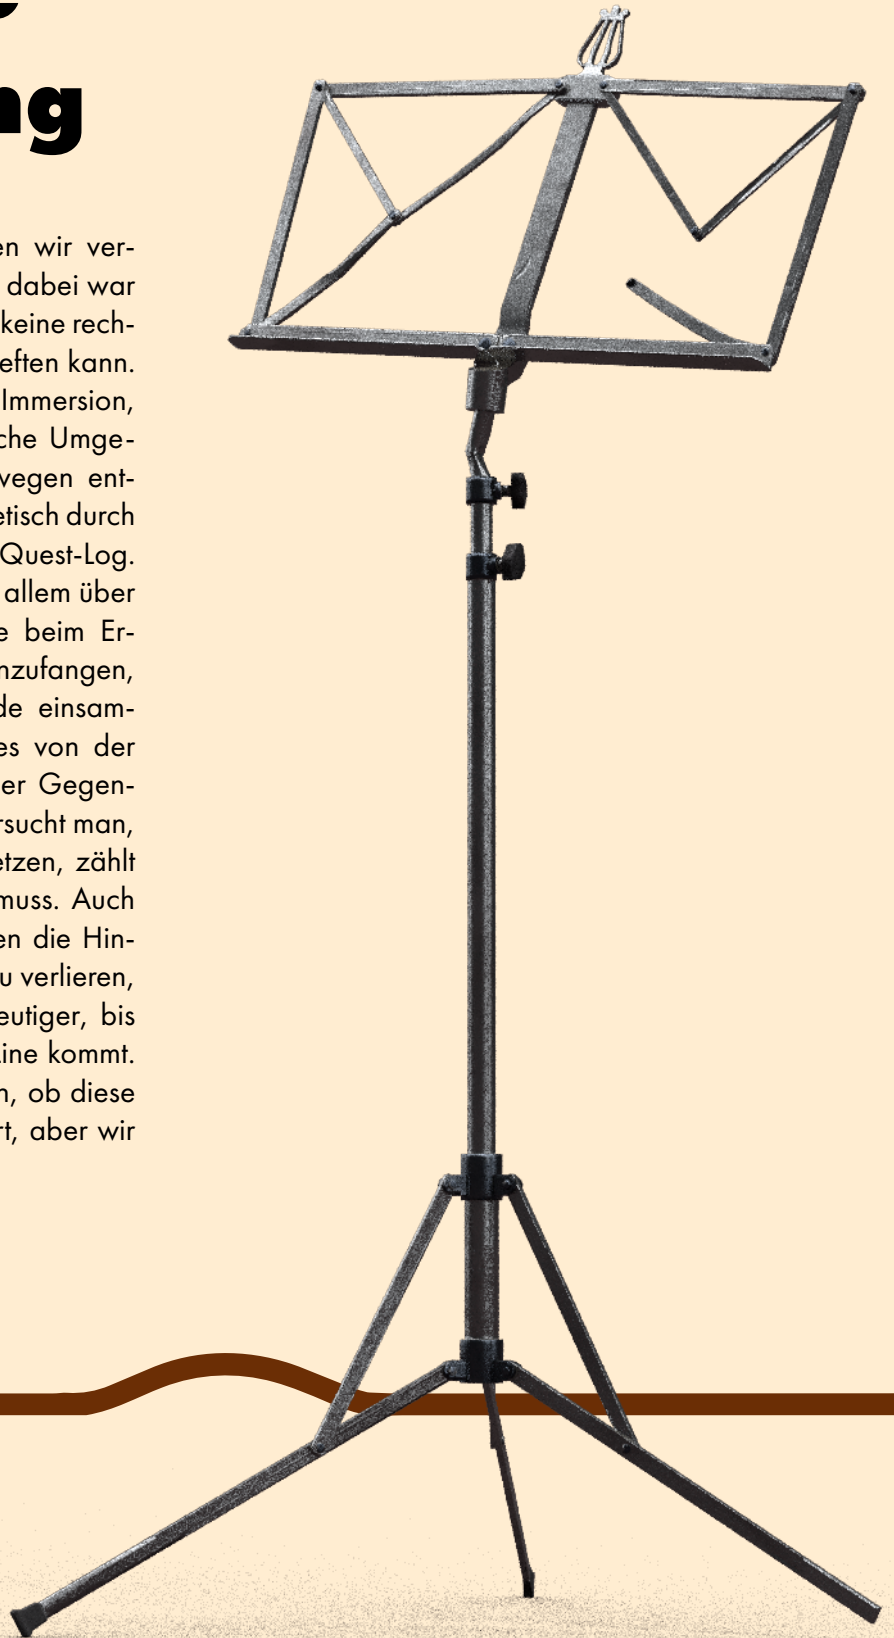 ng
en wir ver-
dabei war
keine rech-
eften kann.
Immersion,
che Umge-
wegen ent-
etisch durch
Quest-Log.
allem über
e beim Er-
nzufangen,
de einsam-
es von der
er Gegen-
rsucht man,
etzen, zählt
muss. Auch
en die Hin-
u verlieren,
eutiger, bis
ine kommt.
n, ob diese
rt, aber wir